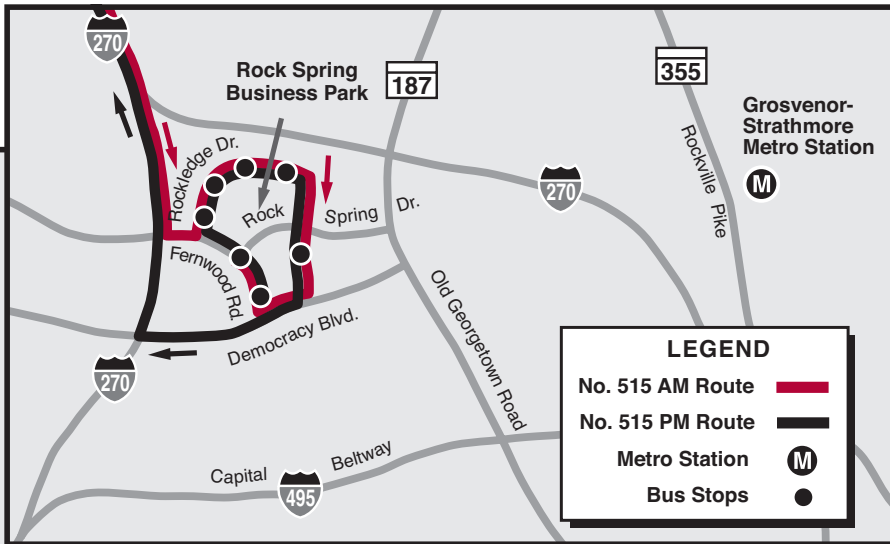 270
Rock Spring
Business Park
187
355
Grosvenor-
Strathmore
Metro Station
M
Rockledge Dr.
Rock Spring Dr.
Rockville Pike
270
Fernwood Rd.
Old Georgetown Road
Democracy Blvd.
270
Capital Beltway
495
LEGEND
No. 515 AM Route
No. 515 PM Route
Metro Station M
Bus Stops